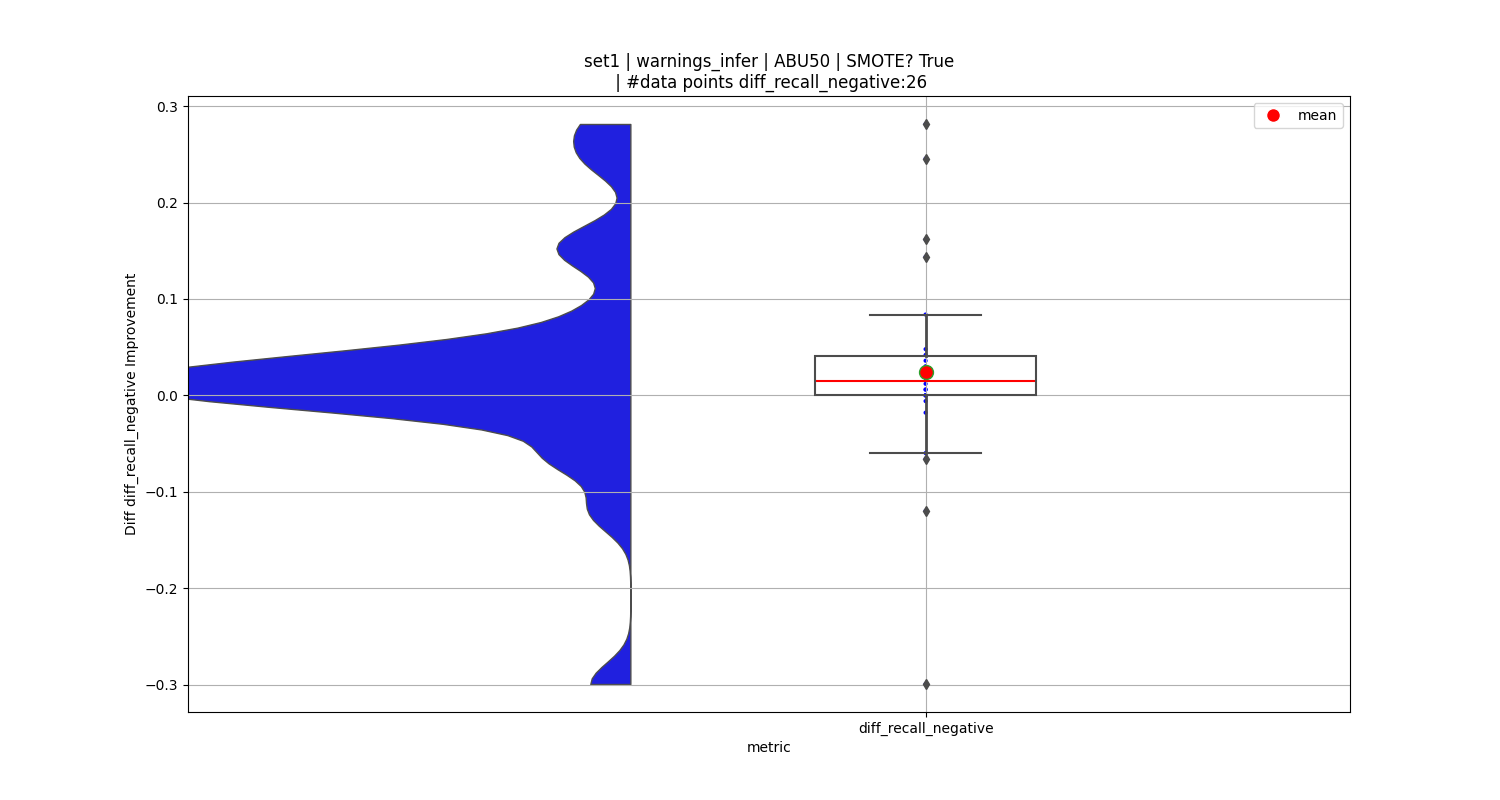 set1 | warnings_infer | ABU50 | SMOTE? True
| #data points diff_recall_negative:26
mean
0.3
0.2
0.1
0.0
−0.1
−0.2
−0.3
Diff diff_recall_negative Improvement
diff_recall_negative
metric